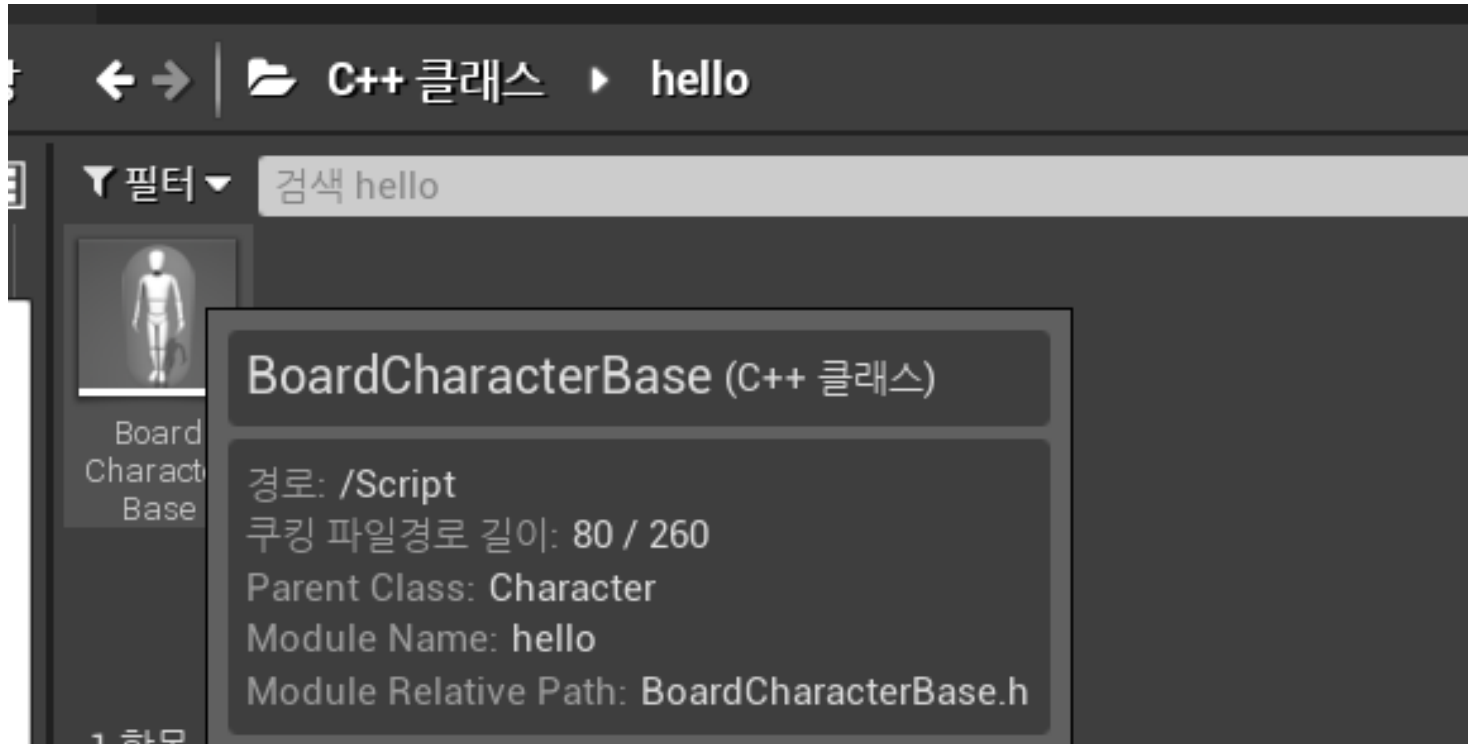 C++ 클래스 hello
필터 검색 hello
BoardCharacterBase (C++ 클래스)
Board
Base
경로: /Script
쿠킹 파일경로 길이: 80 / 260
Parent Class: Character
Module Name: hello
Module Relative Path: BoardCharacterBase.h